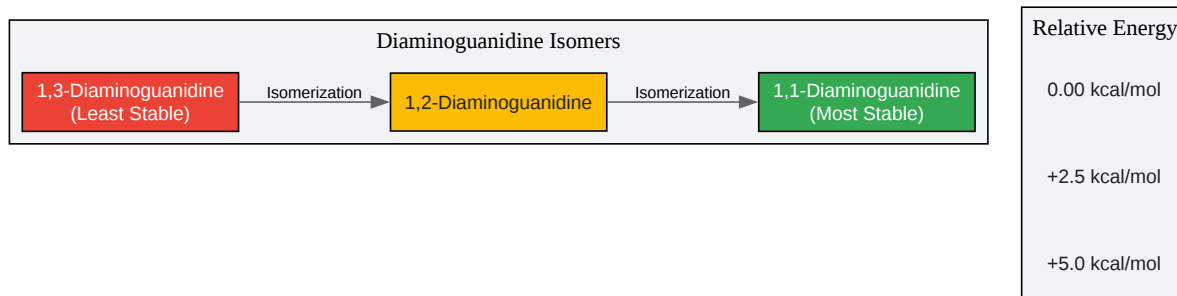 Diaminoguanidine Isomers
1,3-Diaminoguanidine
(Least Stable)
Isomerization
1,2-Diaminoguanidine
Isomerization
1,1-Diaminoguanidine
(Most Stable)
Relative Energy
0.00 kcal/mol
+2.5 kcal/mol
+5.0 kcal/mol